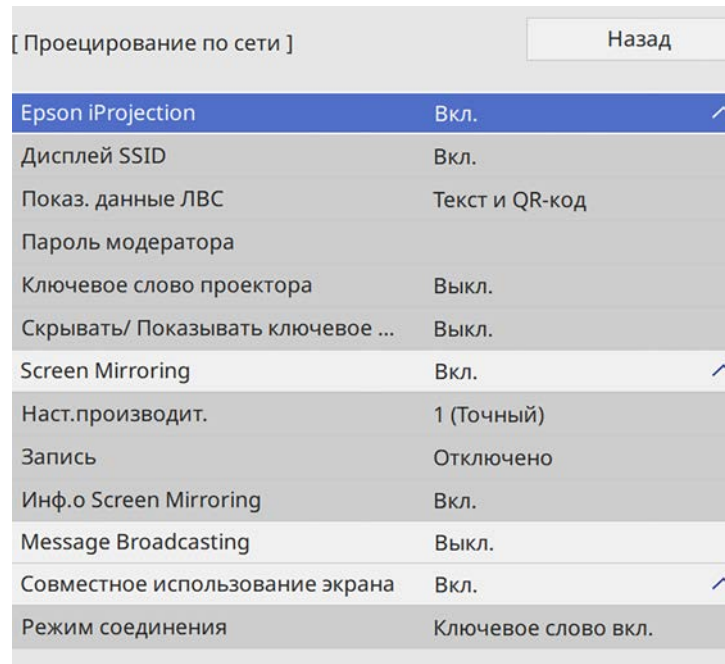 [ Проецирование по сети ] Назад
Epson iProjection Вкл.
Дисплей SSID Вкл.
Показ. данные ЛВС Текст и QR-код
Пароль модератора
Ключевое слово проектора Выкл.
Скрывать/ Показывать ключевое ... Выкл.
Screen Mirroring Вкл.
Наст.производит. 1 (Точный)
Запись Отключено
Инф.о Screen Mirroring Вкл.
Message Broadcasting Выкл.
Совместное использование экрана Вкл.
Режим соединения Ключевое слово вкл.